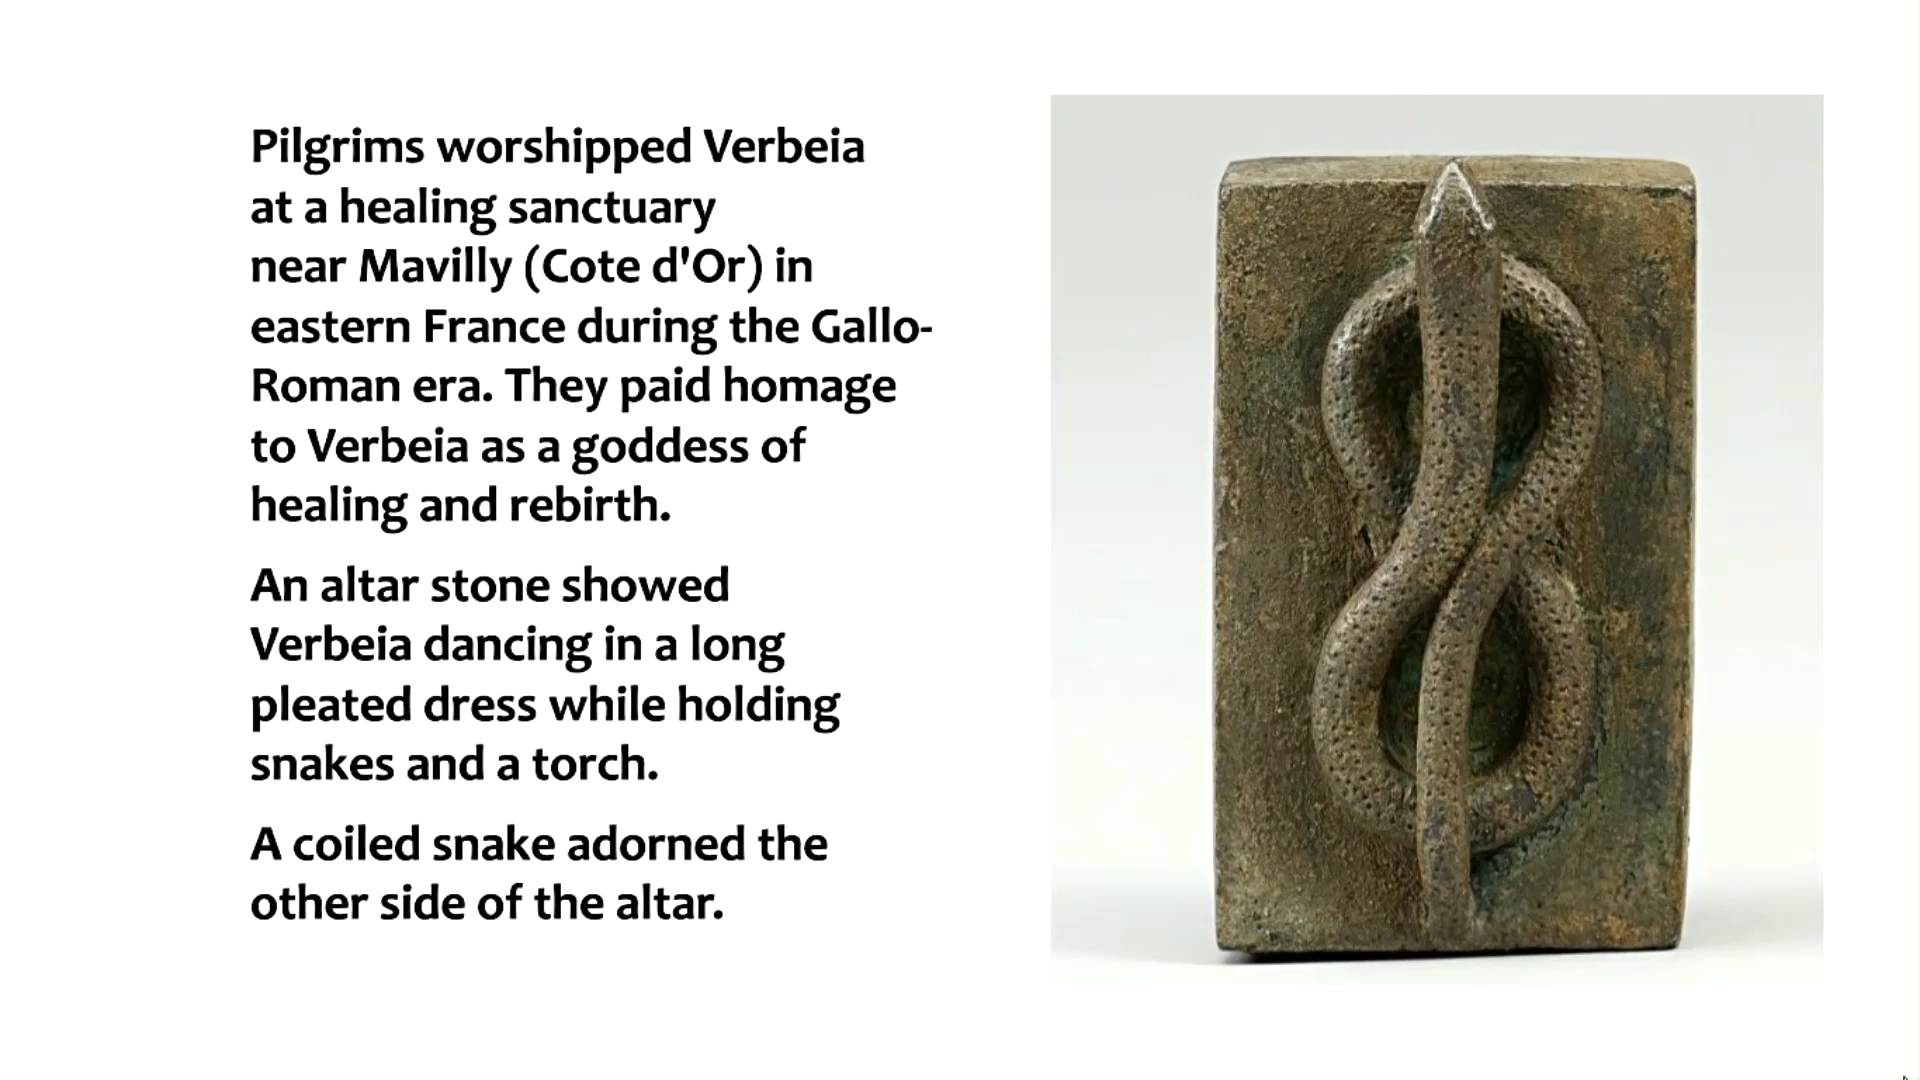 Pilgrims worshipped Verbeia
at a healing sanctuary
near Mavilly (Cote d'Or) in
eastern France during the Gallo-
Roman era. They paid homage
to Verbeia as a goddess of
healing and rebirth.
An altar stone showed
Verbeia dancing in a long
pleated dress while holding
snakes and a torch.
A coiled snake adorned the
other side of the altar.